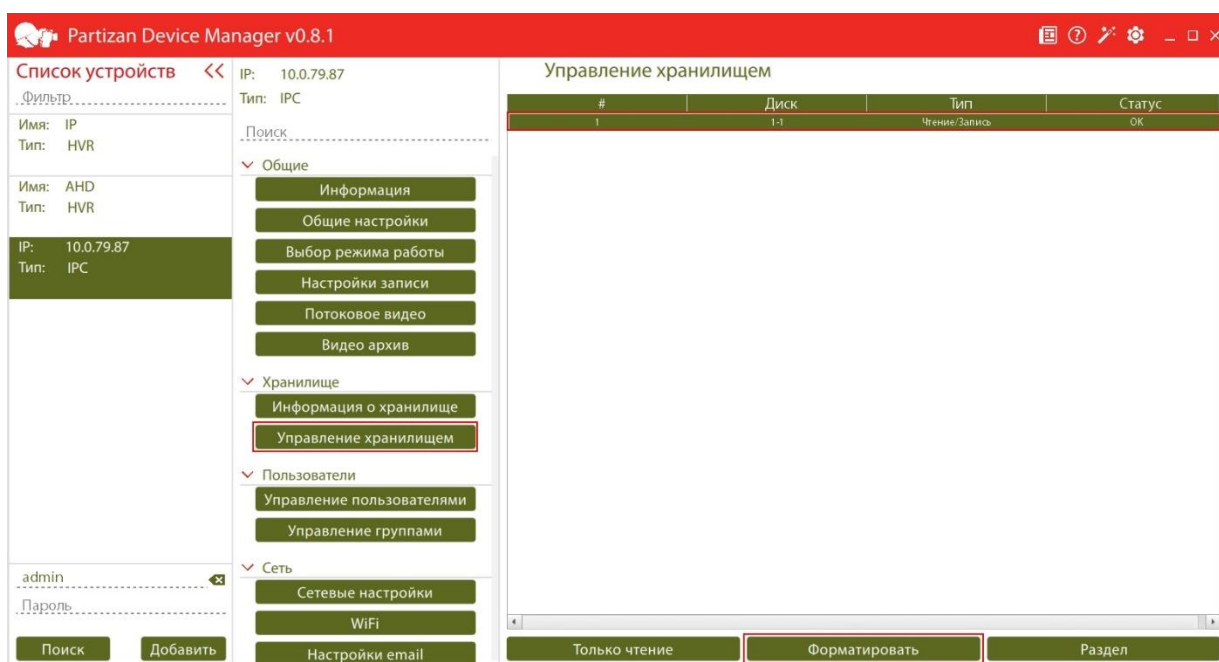 Partizan Device Manager v0.8.1
Список устройств <<
Фильтр
Имя: IP
Тип: HVR
Имя: AHD
Тип: HVR
IP: 10.0.79.87
Тип: IPC
admin
Пароль
Поиск Добавить
IP: 10.0.79.87
Тип: IPC
Поиск
Общие
Информация
Общие настройки
Выбор режима работы
Настройки записи
Потоковое видео
Видео архив
Хранилище
Информация о хранилище
Управление хранилищем
Пользователи
Управление пользователями
Управление группами
Сеть
Сетевые настройки
WiFi
Настройки email
Управление хранилищем
# Диск Тип Статус
1 1-1 Чтение/Запись OK
Только чтение Форматировать Раздел